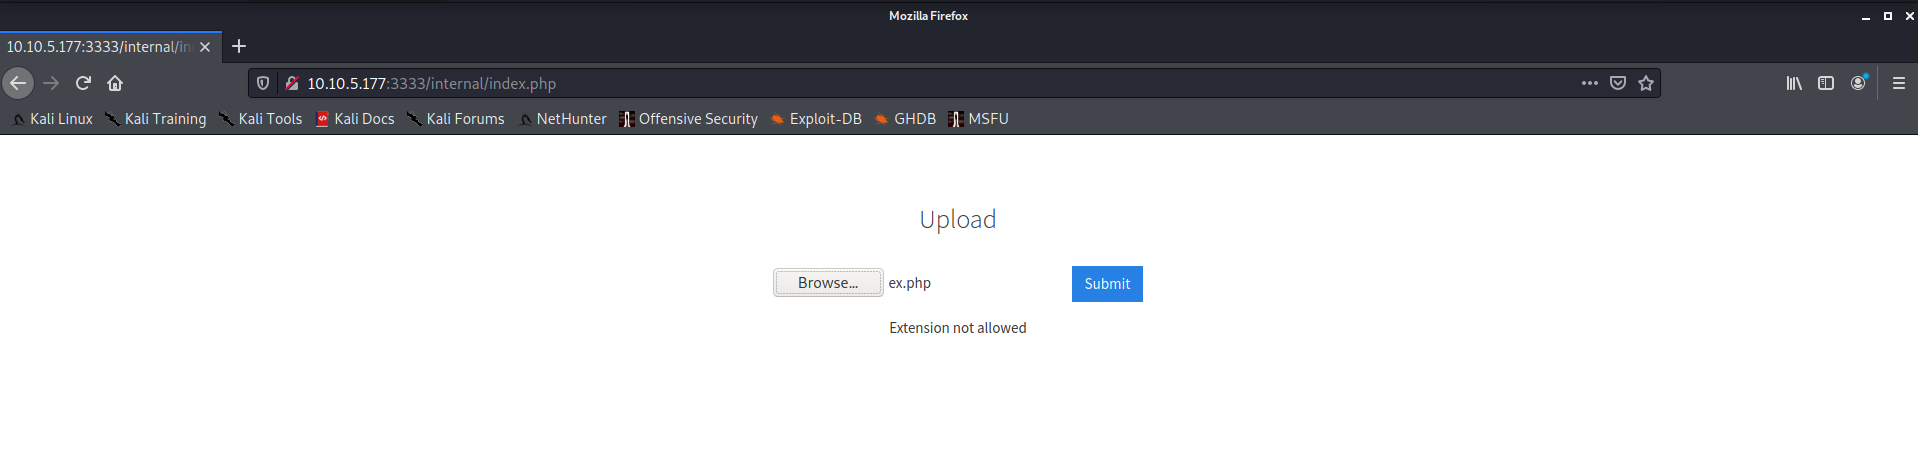 Mozilla Firefox
10.10.5.177:3333/internal/in
10.10.5.177:3333/internal/index.php
Kali Linux Kali Training Kali Tools Kali Docs Kali Forums NetHunter Offensive Security Exploit-DB GHDB MSFU
Upload
Browse... ex.php Submit
Extension not allowed